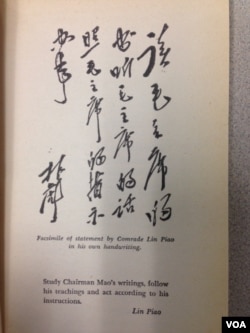 读毛主席的
书听毛主席的话
照毛主席的指示
办事
林彪
Facsimile of statement by Comrade Lin Piao
in his own handwriting.
Study Chairman Mao's writings, follow
his teachings and act according to his
instructions.
Lin Piao
VOA